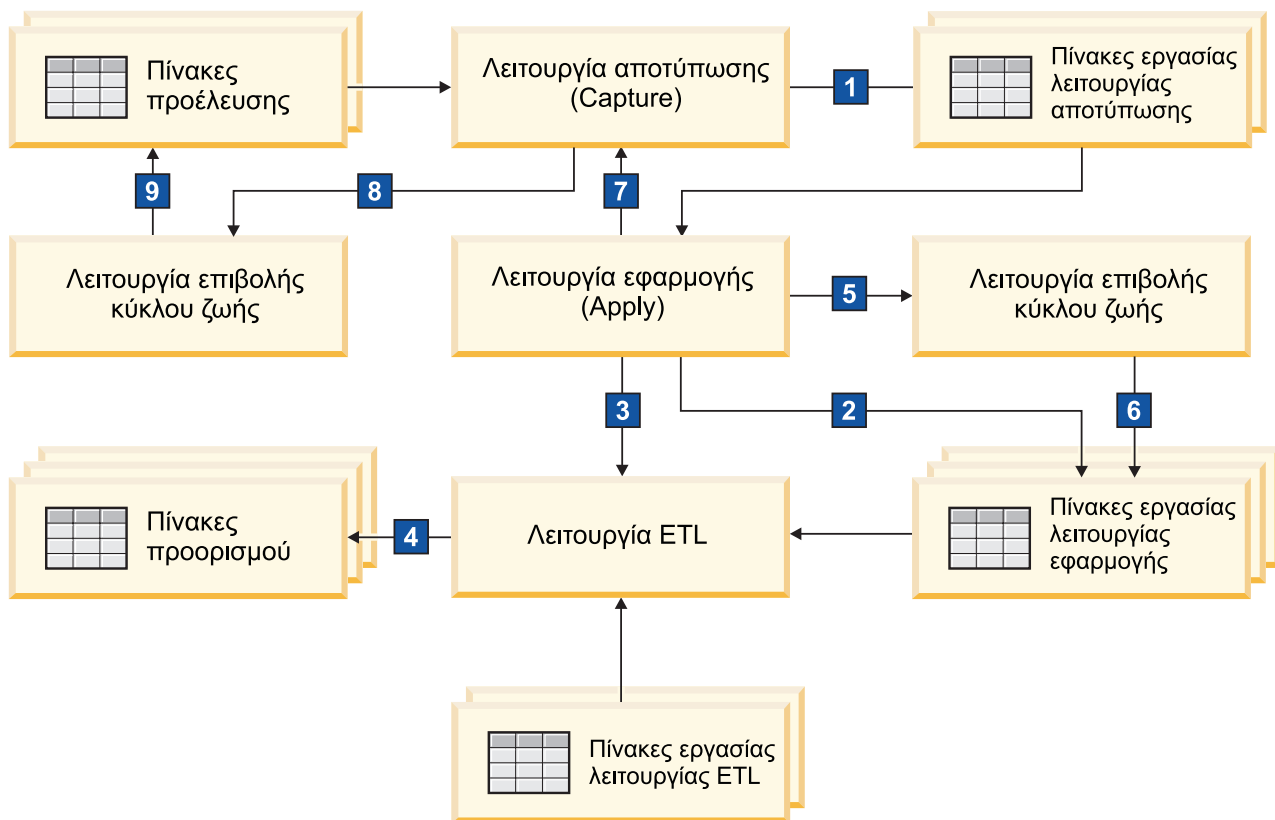 Πίνακες
προέλευσης
Λειτουργία αποτύπωσης
(Capture)
1
Πίνακες εργασίας
λειτουργίας
αποτύπωσης
9
8
7
Λειτουργία επιβολής
κύκλου ζωής
Λειτουργία εφαρμογής
(Apply)
5
Λειτουργία επιβολής
κύκλου ζωής
3
2
6
Πίνακες
προορισμού
4
Λειτουργία ETL
Πίνακες εργασίας
λειτουργίας
εφαρμογής
Πίνακες εργασίας
λειτουργίας ETL